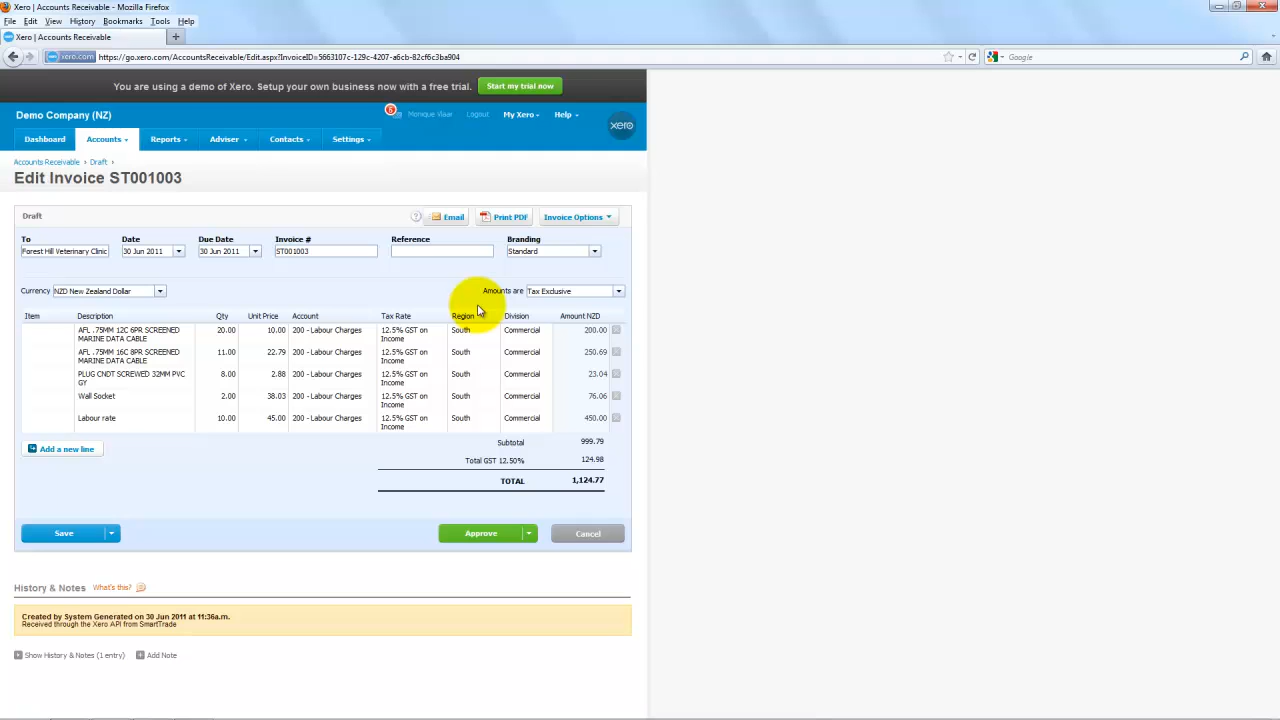 Xero | Accounts Receivable - Mozilla Firefox
File Edit View History Bookmarks Tools Help
Xero | Accounts Receivable
xero.com https://go.xero.com/AccountsReceivable/Edit.aspx?InvoiceID=5663107c-129c-4207-a6cb-82cf6c3ba904
Google
You are using a demo of Xero. Setup your own business now with a free trial. Start my trial now
Demo Company (NZ)
6 Monique Vlaar Logout My Xero Help
xero
Dashboard Accounts Reports Adviser Contacts Settings
Accounts Receivable › Draft ›
Edit Invoice ST001003
Draft ? Email Print PDF Invoice Options
To Date Due Date Invoice # Reference Branding
Forest Hill Veterinary Clinic 30 Jun 2011 30 Jun 2011 ST001003 Standard
Currency NZD New Zealand Dollar Amounts are Tax Exclusive
Item Description Qty Unit Price Account Tax Rate Region Division Amount NZD
AFL .75MM 12C 6PR SCREENED 20.00 10.00 200 - Labour Charges 12.5% GST on South Commercial 200.00
MARINE DATA CABLE Income
AFL .75MM 16C 8PR SCREENED 11.00 22.79 200 - Labour Charges 12.5% GST on South Commercial 250.69
MARINE DATA CABLE Income
PLUG CNDT SCREWED 32MM PVC 8.00 2.88 200 - Labour Charges 12.5% GST on South Commercial 23.04
GY Income
Wall Socket 2.00 38.03 200 - Labour Charges 12.5% GST on South Commercial 76.06
Income
Labour rate 10.00 45.00 200 - Labour Charges 12.5% GST on South Commercial 450.00
Income
Add a new line
Subtotal 999.79
Total GST 12.50% 124.98
TOTAL 1,124.77
Save Approve Cancel
History & Notes What's this?
Created by System Generated on 30 Jun 2011 at 11:36a.m.
Received through the Xero API from SmartTrade
Show History & Notes (1 entry) Add Note